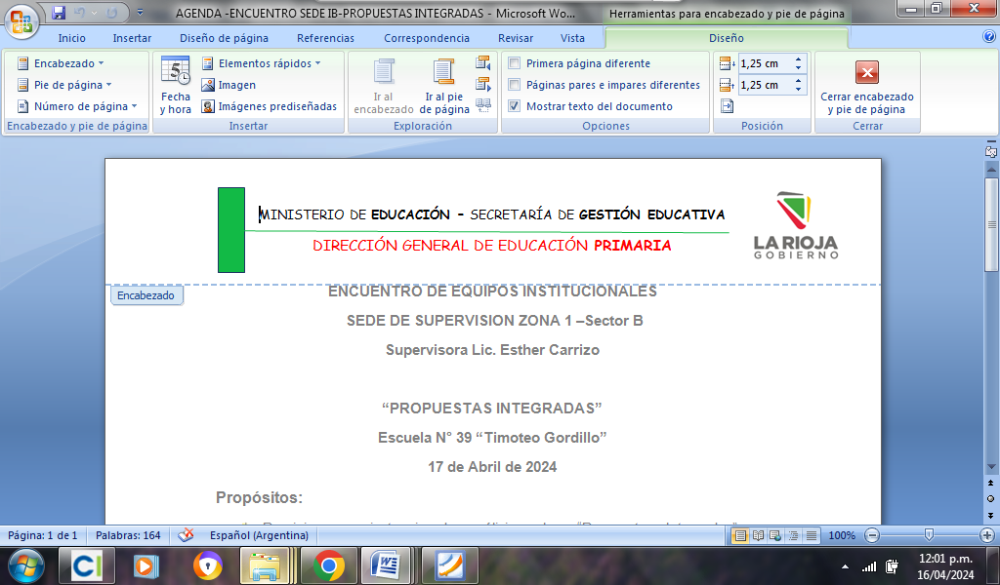 AGENDA -ENCUENTRO SEDE IB-PROPUESTAS INTEGRADAS - Microsoft Wo...
Herramientas para encabezado y pie de página
Inicio
Insertar
Diseño de página
Referencias
Correspondencia
Revisar
Vista
Diseño
Encabezado
Pie de página
Número de página
Encabezado y pie de página
5
Fecha
y hora
Elementos rápidos
Imagen
Imágenes prediseñadas
Insertar
Ir al
encabezado
Ir al pie
de página
Exploración
Primera página diferente
Páginas pares e impares diferentes
Mostrar texto del documento
Opciones
1,25 cm
1,25 cm
Posición
Cerrar encabezado
y pie de página
Cerrar
MINISTERIO DE EDUCACIÓN – SECRETARÍA DE GESTIÓN EDUCATIVA
DIRECCIÓN GENERAL DE EDUCACIÓN PRIMARIA
LA RIOJA
GOBIERNO
Encabezado
ENCUENTRO DE EQUIPOS INSTITUCIONALES
SEDE DE SUPERVISION ZONA 1 –Sector B
Supervisora Lic. Esther Carrizo
“PROPUESTAS INTEGRADAS”
Escuela N° 39 “Timoteo Gordillo”
17 de Abril de 2024
Propósitos:
Página: 1 de 1
Palabras: 164
Español (Argentina)
100%
CI
W
12:01 p.m.
16/04/2024